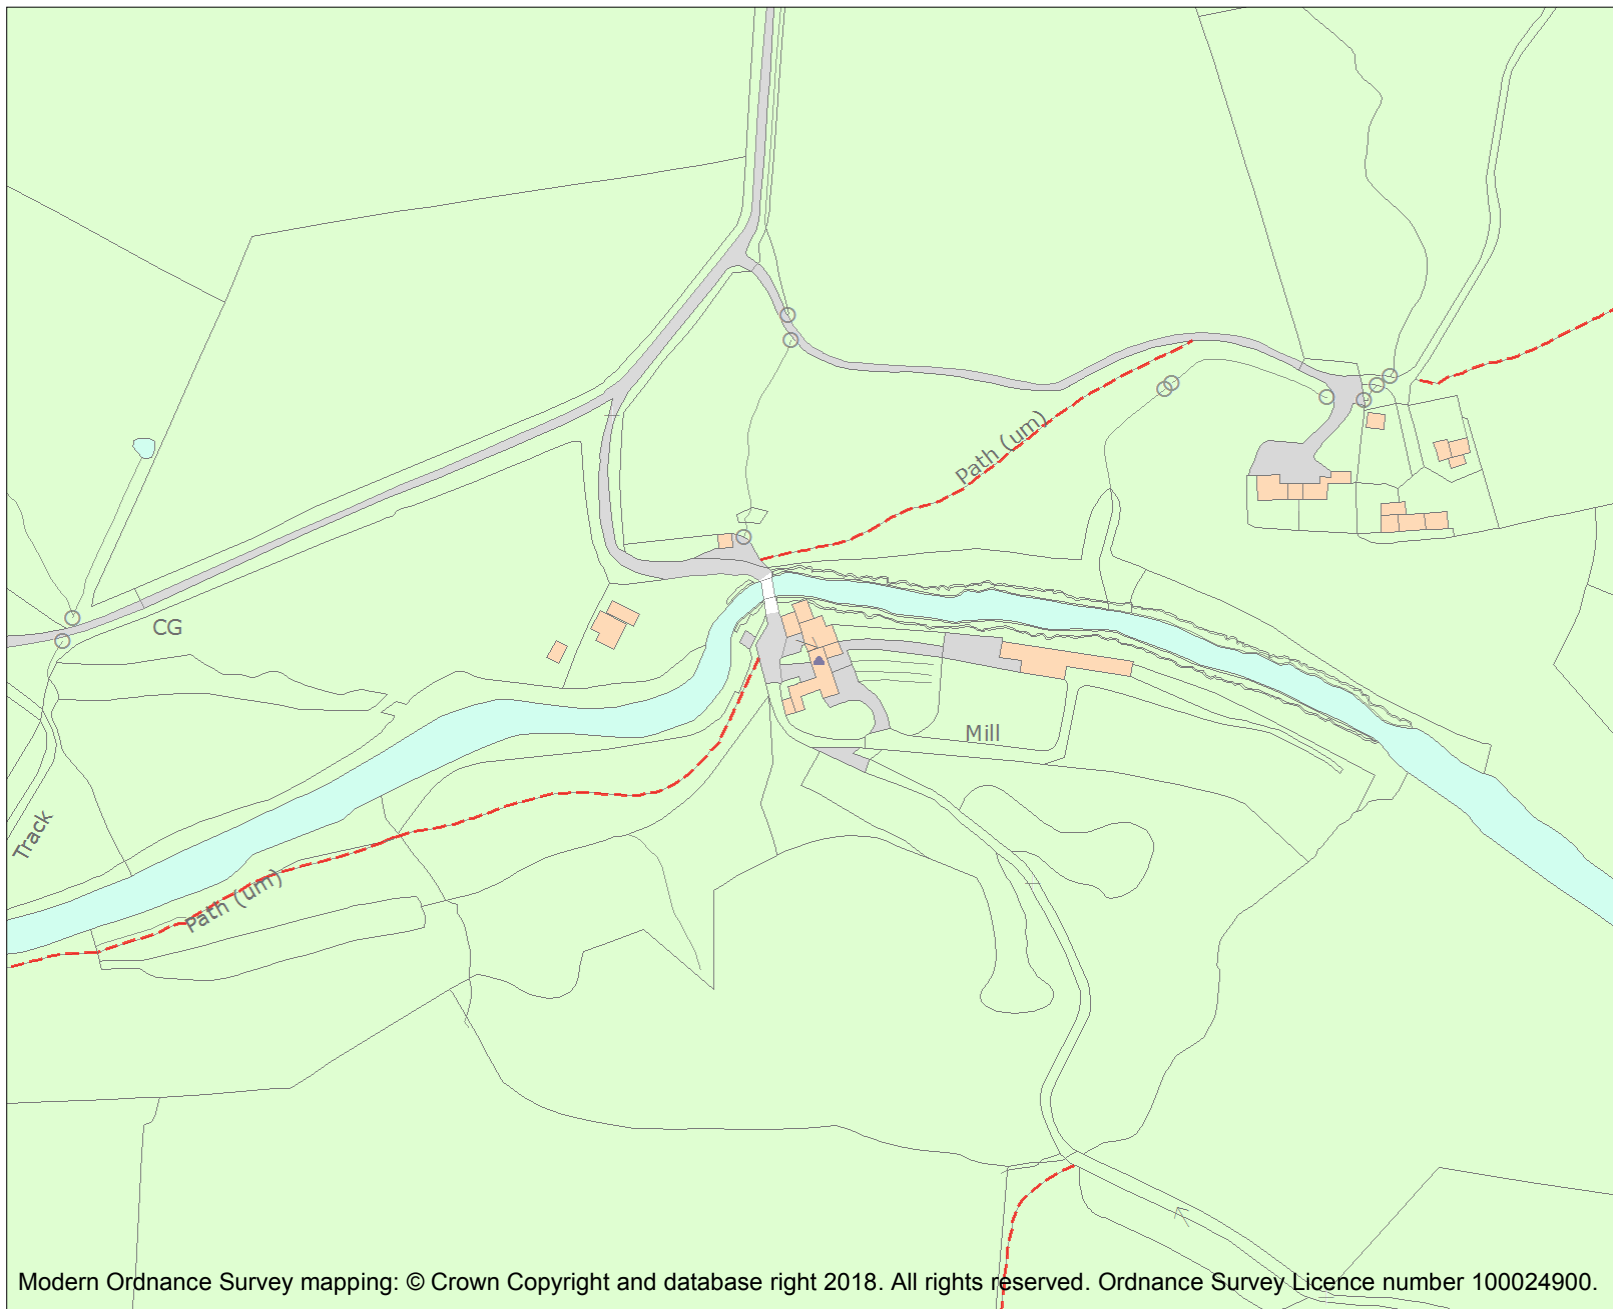 Path (um)
CG
Mill
Track
Path (um)
Modern Ordnance Survey mapping: © Crown Copyright and database right 2018. All rights reserved. Ordnance Survey Licence number 100024900.